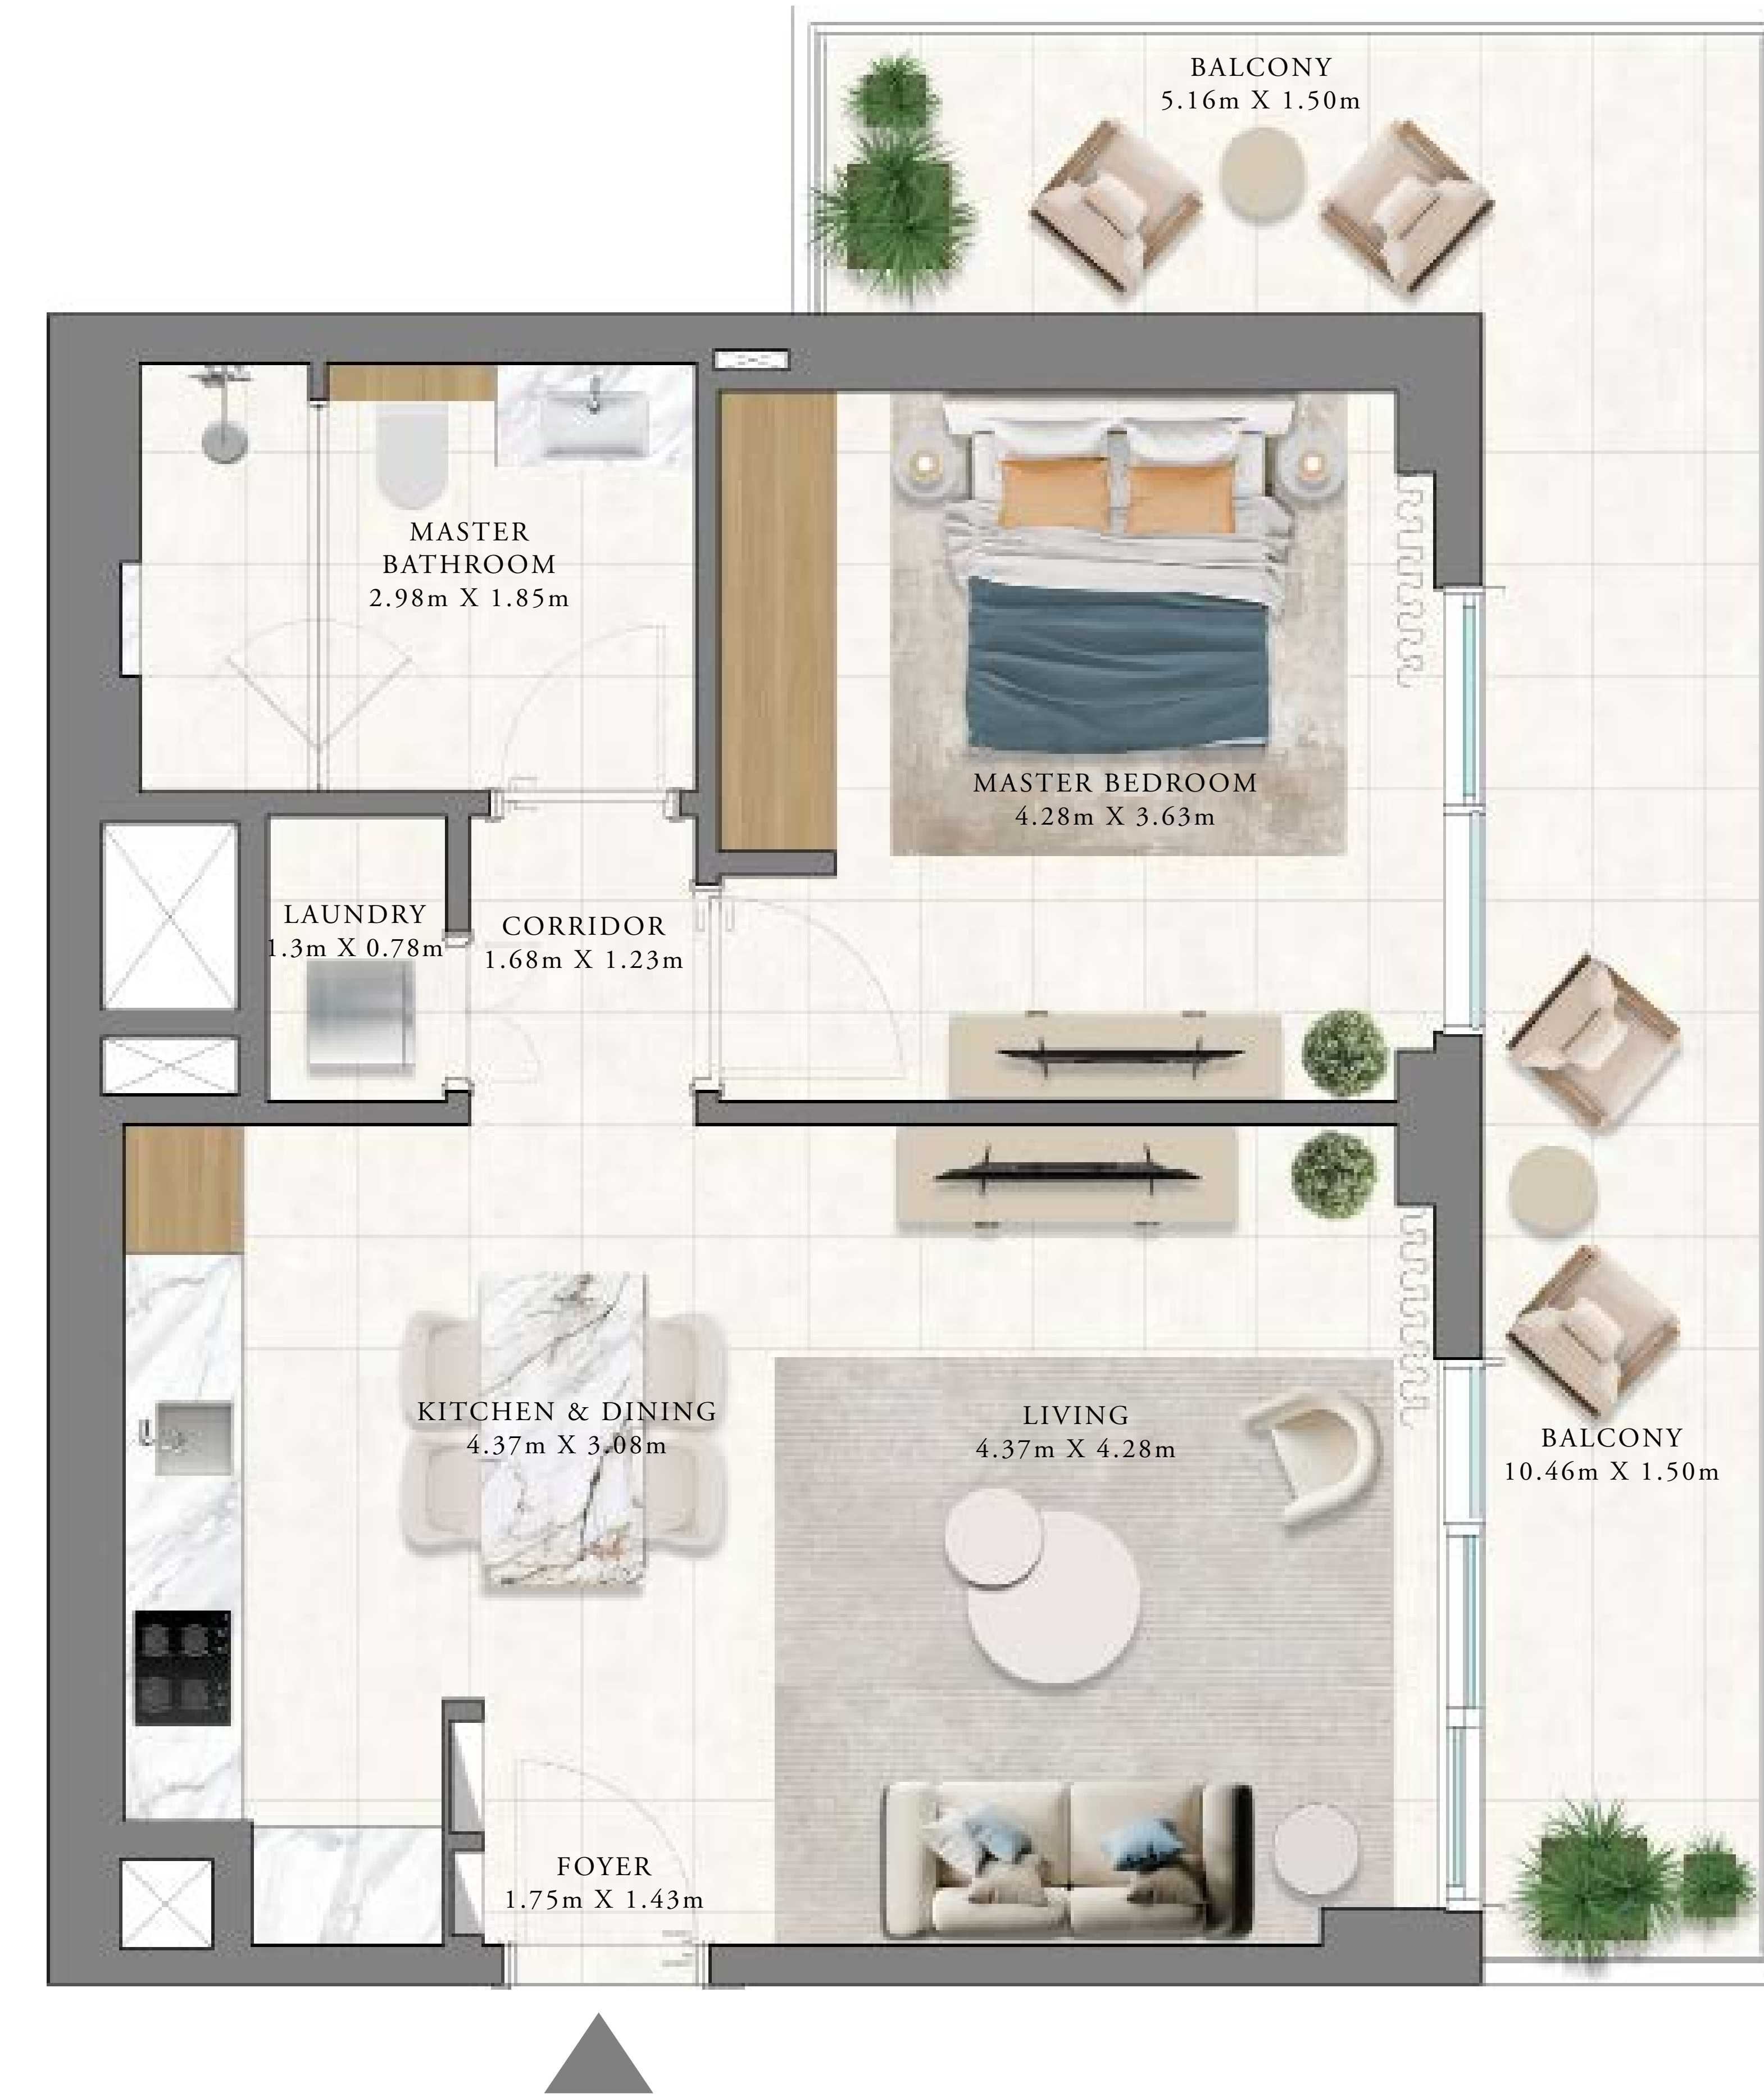 BALCONY
5.16m X 1.50m
MASTER
BATHROOM
2.98m X 1.85m
MASTER BEDROOM
4.28m X 3.63m
LAUNDRY
1.3m X 0.78m
CORRIDOR
1.68m X 1.23m
KITCHEN & DINING
4.37m X 3.08m
LIVING
4.37m X 4.28m
BALCONY
10.46m X 1.50m
FOYER
1.75m X 1.43m